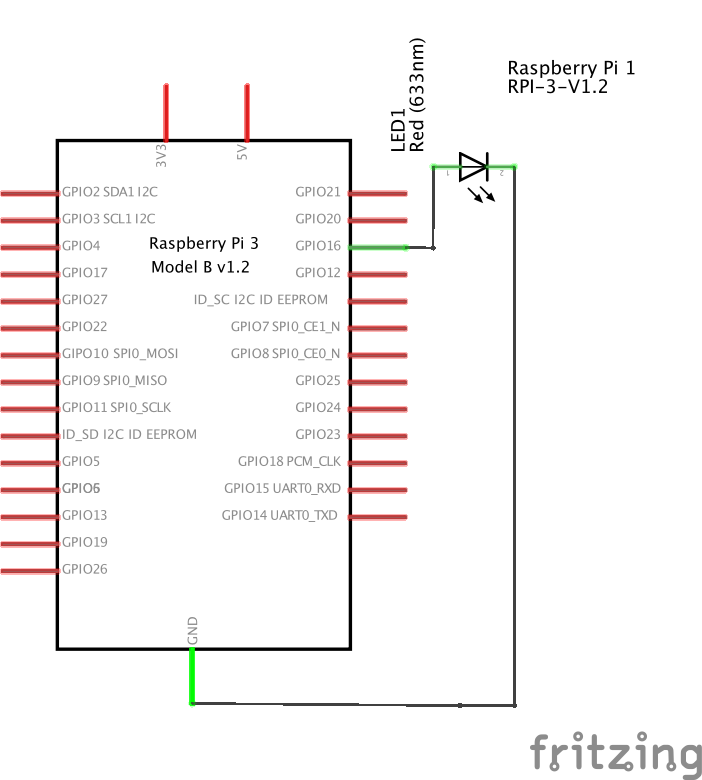 Raspberry Pi 1
RPI-3-V1.2
LED1
Red (633nm)
1
2
3V3
5V
Raspberry Pi 3
Model B v1.2
GPIO2 SDA1 I2C
GPIO3 SCL1 I2C
GPIO4
GPIO17
GPIO27
GPIO22
GIPO10 SPI0_MOSI
GPIO9 SPI0_MISO
GPIO11 SPI0_SCLK
ID_SD I2C ID EEPROM
GPIO5
GPIO6
GPIO13
GPIO19
GPIO26
GPIO21
GPIO20
GPIO16
GPIO12
ID_SC I2C ID EEPROM
GPIO7 SPI0_CE1_N
GPIO8 SPI0_CE0_N
GPIO25
GPIO24
GPIO23
GPIO18 PCM_CLK
GPIO15 UART0_RXD
GPIO14 UART0_TXD
GND
fritzing